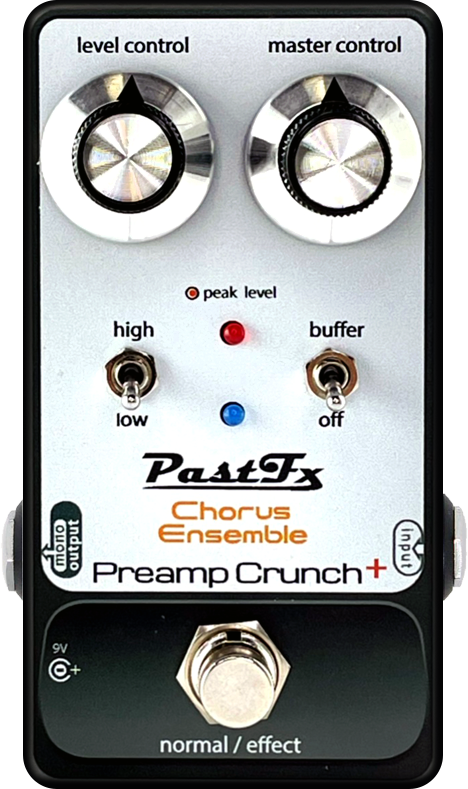 level control
master control
peak level
high
buffer
low
off
PastFx
Chorus
Ensemble
mono
output
input
Preamp Crunch+
9V
+
normal / effect